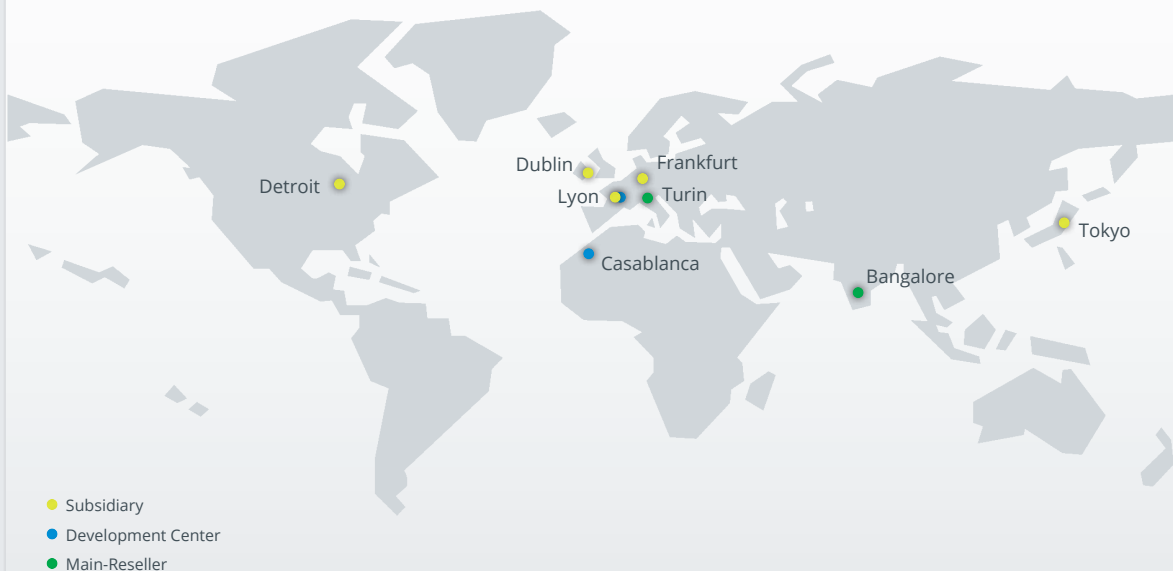 Dublin
Frankfurt
Detroit
Lyon
Turin
Tokyo
Casablanca
Bangalore
Subsidiary
Development Center
Main-Reseller